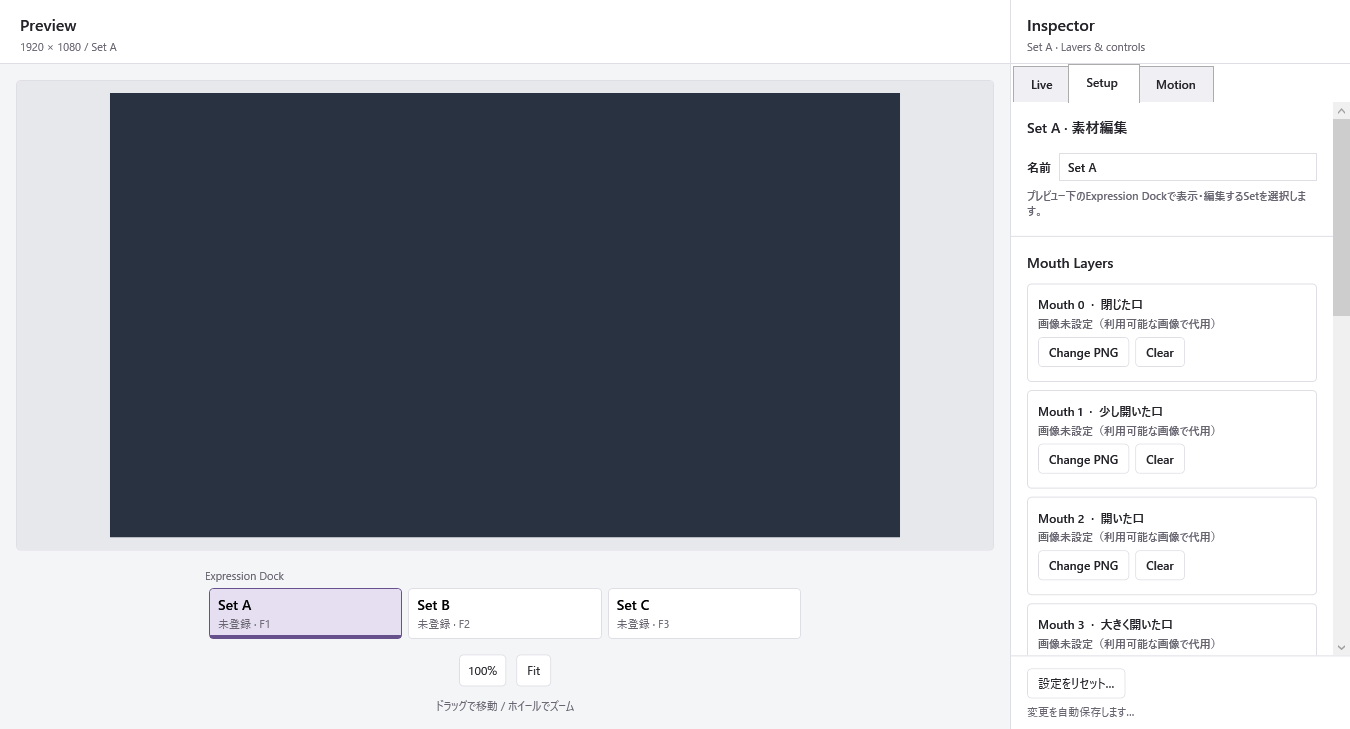 Preview
1920 × 1080 / Set A
Expression Dock
Set A
未登録 · F1
Set B
未登録 · F2
Set C
未登録 · F3
100%
Fit
ドラッグで移動 / ホイールでズーム
Inspector
Set A · Layers & controls
Live
Setup
Motion
Set A · 素材編集
名前
Set A
プレビュー下のExpression Dockで表示・編集するSetを選択しま
す。
Mouth Layers
Mouth 0 · 閉じた口
画像未設定（利用可能な画像で代用）
Change PNG
Clear
Mouth 1 · 少し開いた口
画像未設定（利用可能な画像で代用）
Change PNG
Clear
Mouth 2 · 開いた口
画像未設定（利用可能な画像で代用）
Change PNG
Clear
Mouth 3 · 大きく開いた口
画像未設定（利用可能な画像で代用）
設定をリセット...
変更を自動保存します...